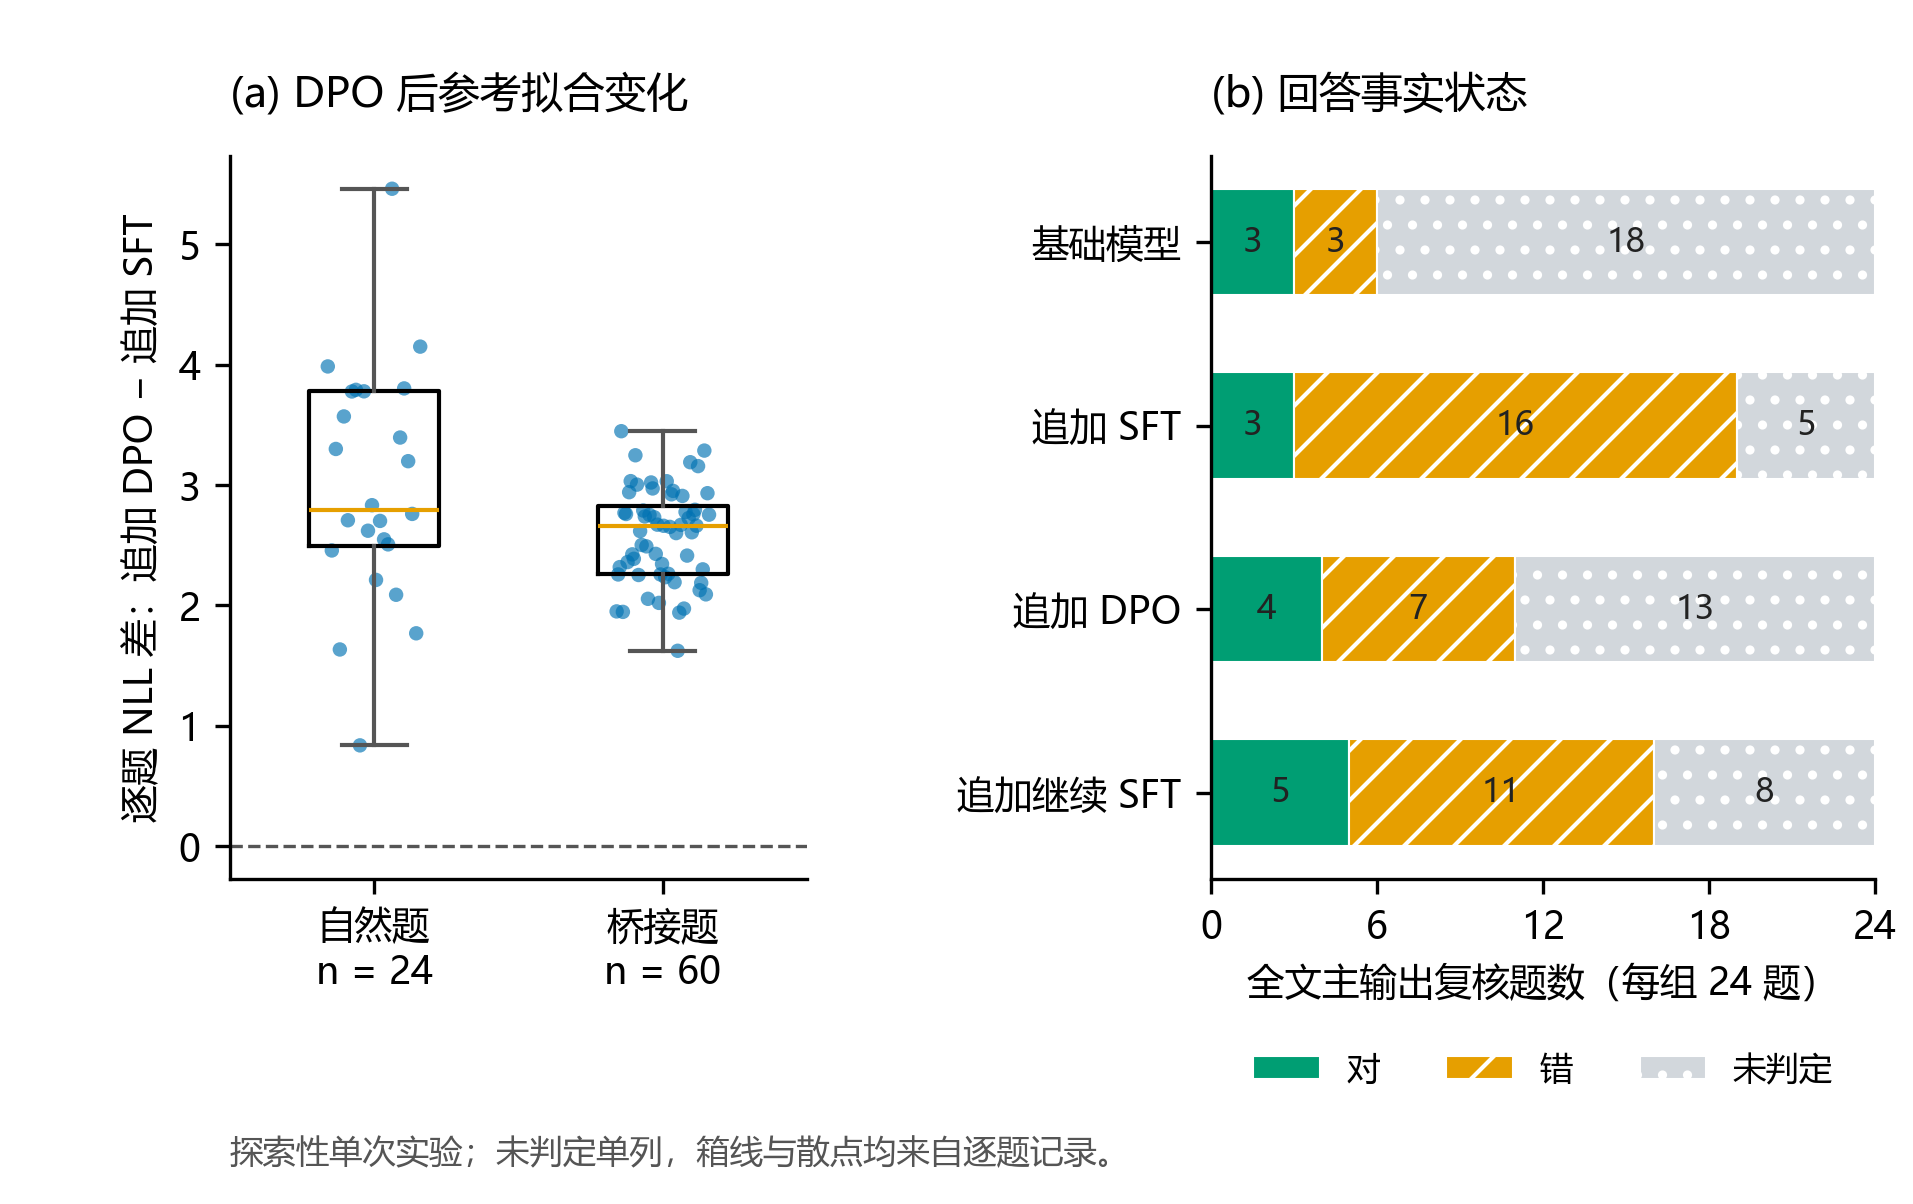 (a) DPO 后参考拟合变化
逐题 NLL 差：追加 DPO − 追加 SFT
5
4
3
2
1
0
自然题
n = 24
桥接题
n = 60
(b) 回答事实状态
基础模型
3 3 18
追加 SFT
3 16 5
追加 DPO
4 7 13
追加继续 SFT
5 11 8
0 6 12 18 24
全文主输出复核题数（每组 24 题）
对 错 未判定
探索性单次实验；未判定单列，箱线与散点均来自逐题记录。